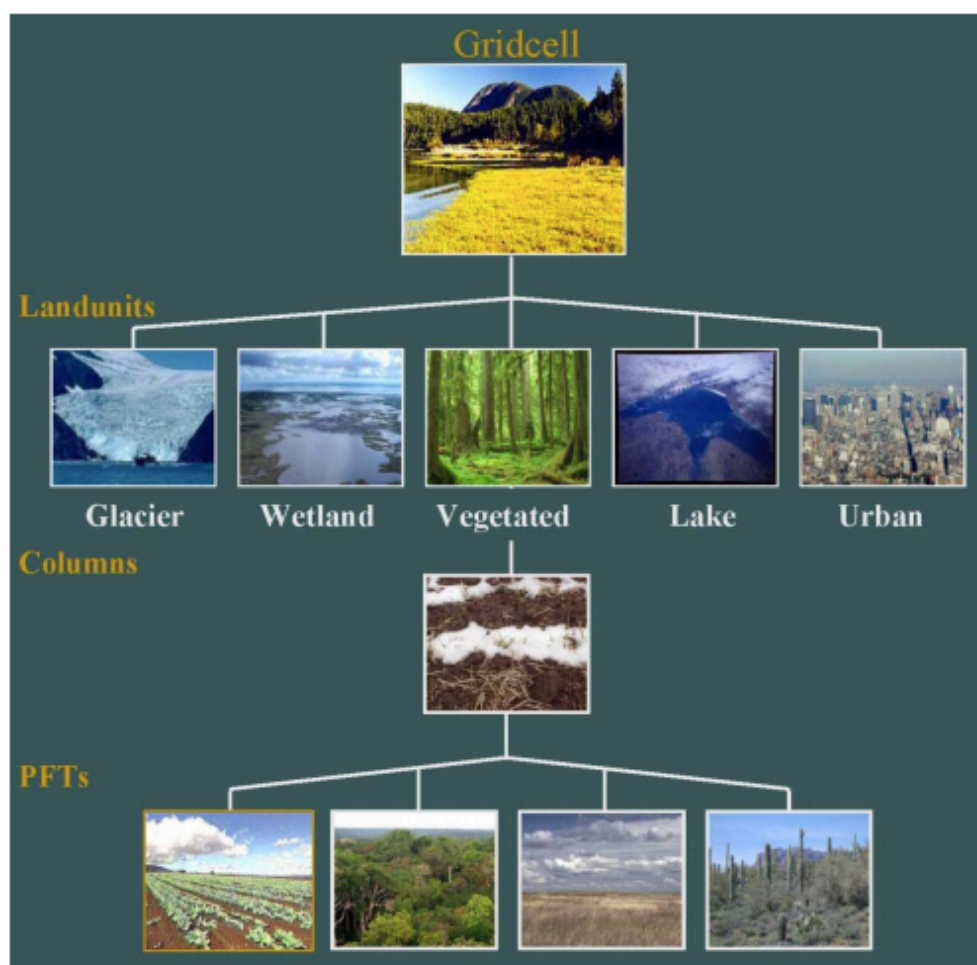 Gridcell
Landunits
Glacier
Wetland
Vegetated
Lake
Urban
Columns
PFTs